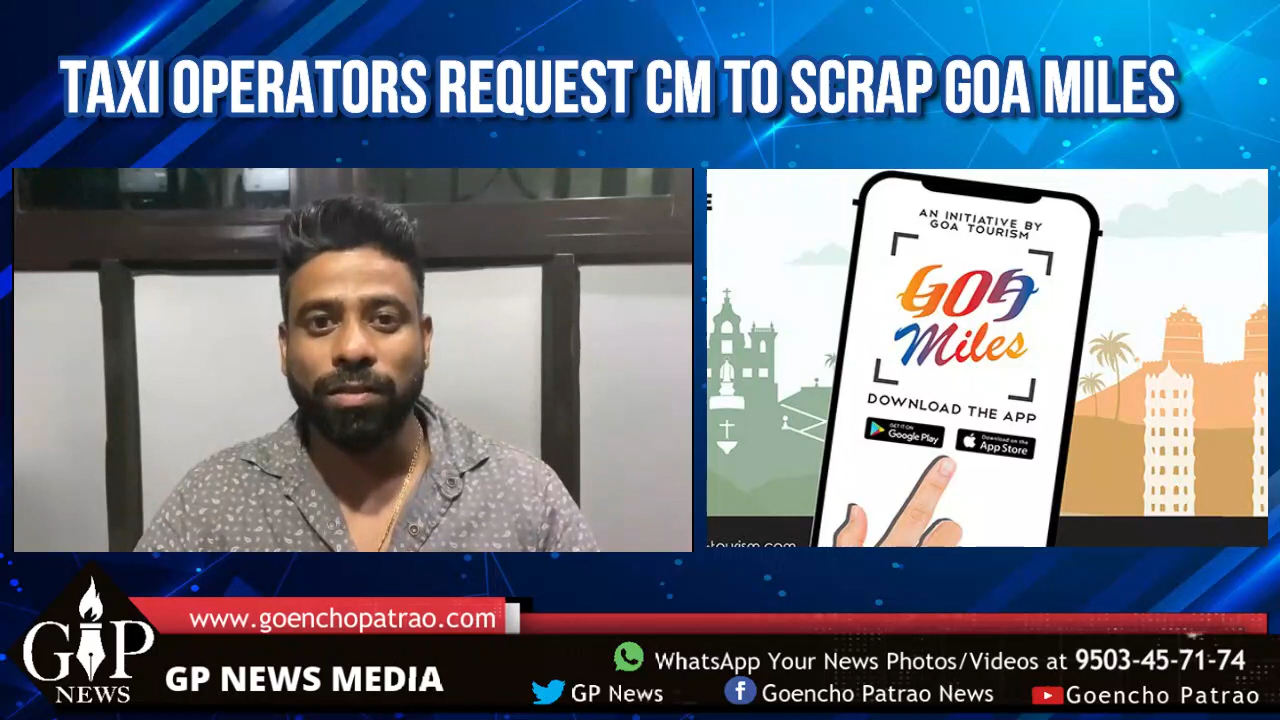 TAXI OPERATORS REQUEST CM TO SCRAP GOA MILES
AN INITIATIVE BY
GOA TOURISM
GOA
Miles
DOWNLOAD THE APP
GET IT ON
Google Play
Download on the
App Store
-tourism.com
www.goenchopatrao.com
GP
NEWS
GP NEWS MEDIA
WhatsApp Your News Photos/Videos at 9503-45-71-74
GP News
Goencho Patrao News
Goencho Patrao